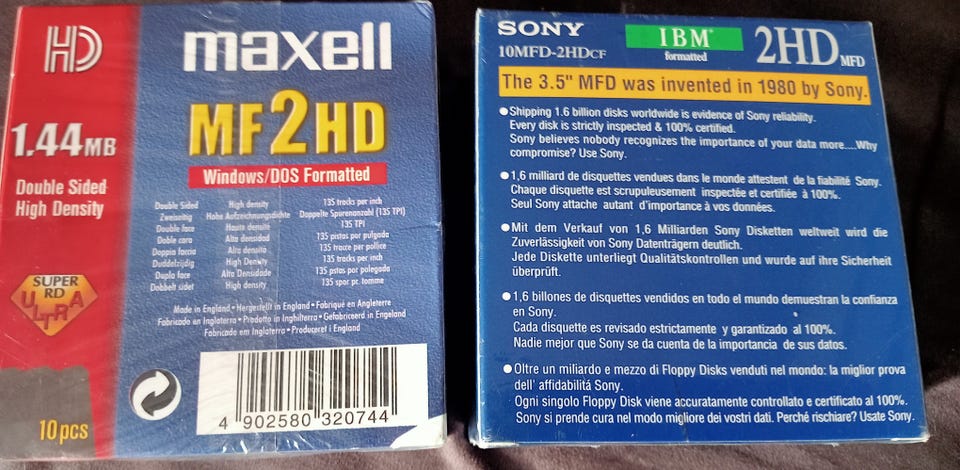 HD
maxell
MF2HD
1.44MB
Windows/DOS Formatted
Double Sided
High Density
Double Sided High density 135 tracks per inch
Zweiseitig Hohe Aufzeichnungsdichte Doppelte Spurenanzahl (135 TPI)
Double face Haute densité 135 TPI
Doble cara Alta densidad 135 pistas por pulgada
Doppia faccia Alta densita 135 tracce per pollice
Dubbelzijdig High Density 135 tracks per inch
Dupla face Alta Densidade 135 pstas por polegada
Dobbelt sidet High density 135 spor pr. tomme
SUPER
RD
ULTRA
Made in England • Hergestellt in England • Fabriqué en Angleterre
Fabricado en Inglaterra • Prodotto in Inghilterra • Gefabriceerd in Engeland
Fabricado em Inglaterra • Produceret i England
4 902580 320744
10pcs
SONY
10MFD-2HDCF
IBM®
formatted
2HD MFD
The 3.5" MFD was invented in 1980 by Sony.
●Shipping 1.6 billion disks worldwide is evidence of Sony reliability.
Every disk is strictly inspected & 100% certified.
Sony believes nobody recognizes the importance of your data more....Why
compromise? Use Sony.
●1,6 milliard de disquettes vendues dans le monde attestent de la fiabilité Sony.
Chaque disquette est scrupuleusement inspectée et certifiée à 100%.
Seul Sony attache autant d'importance à vos données.
●Mit dem Verkauf von 1,6 Milliarden Sony Disketten weltweit wird die
Zuverlässigkeit von Sony Datenträgern deutlich.
Jede Diskette unterliegt Qualitätskontrollen und wurde auf ihre Sicherheit
überprüft.
●1,6 billones de disquettes vendidos en todo el mundo demuestran la confianza
en Sony.
Cada disquette es revisado estrictamente y garantizado al 100%.
Nadie mejor que Sony se da cuenta de la importancia de sus datos.
●Oltre un miliardo e mezzo di Floppy Disks venduti nel mondo: la miglior prova
dell' affidabilitá Sony.
Ogni singolo Floppy Disk viene accuratamente controllato e certificato al 100%.
Sony si prende cura nel modo migliore dei vostri dati. Perché rischiare? Usate Sony.